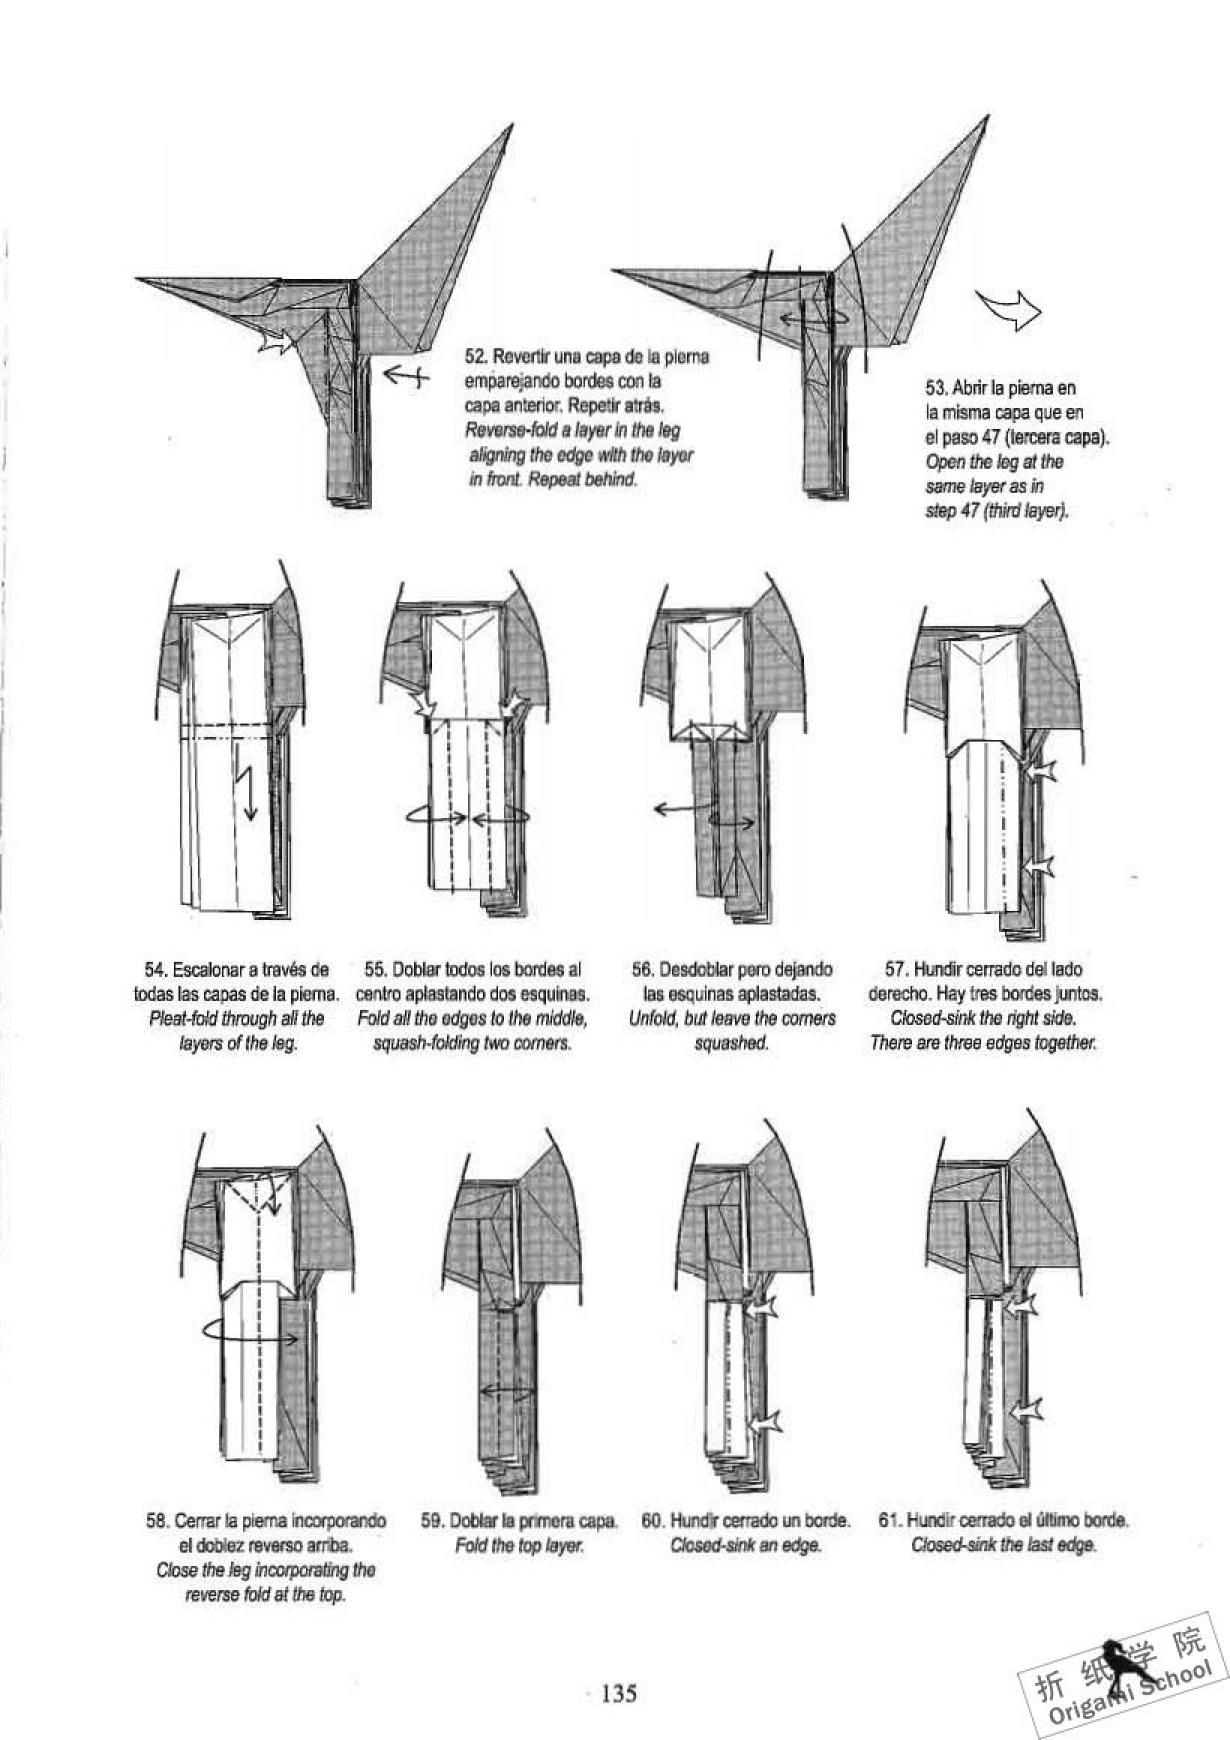 52. Revertir una capa de la pierna
emparejando bordes con la
capa anterior. Repetir atrás.
Reverse-fold a layer in the leg
aligning the edge with the layer
in front. Repeat behind.
53. Abrir la pierna en
la misma capa que en
el paso 47 (tercera capa).
Open the leg at the
same layer as in
step 47 (third layer).
54. Escalonar a través de
todas las capas de la pierna.
Pleat-fold through all the
layers of the leg.
55. Doblar todos los bordes al
centro aplastando dos esquinas.
Fold all the edges to the middle,
squash-folding two corners.
56. Desdoblar pero dejando
las esquinas aplastadas.
Unfold, but leave the corners
squashed.
57. Hundir cerrado del lado
derecho. Hay tres bordes juntos.
Closed-sink the right side.
There are three edges together.
58. Cerrar la pierna incorporando
el doblez reverso arriba.
Close the leg incorporating the
reverse fold at the top.
59. Doblar la primera capa.
Fold the top layer.
60. Hundir cerrado un borde.
Closed-sink an edge.
61. Hundir cerrado el último borde.
Closed-sink the last edge.
135
折纸学院
Origami School